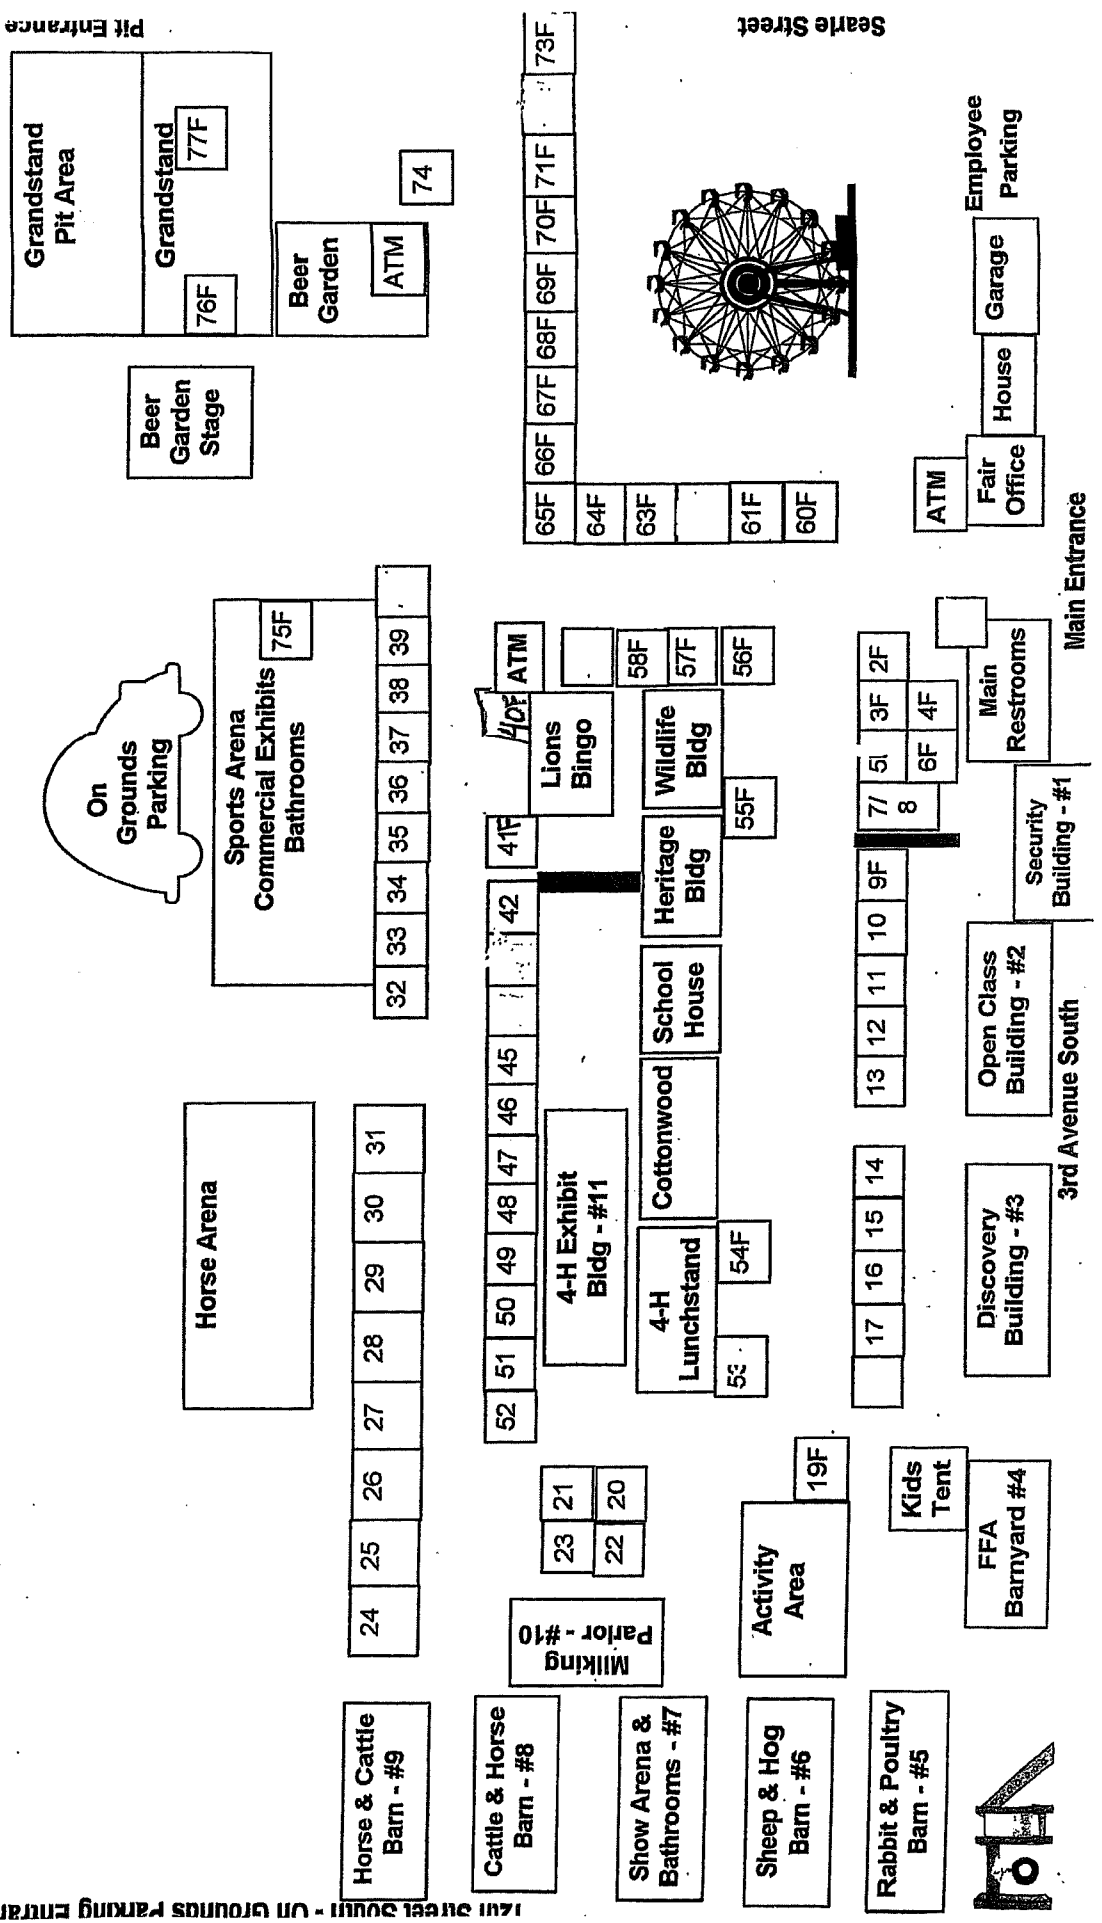 Pit Entrance
Searle Street
Grandstand
Pit Area
Grandstand
77F
76F
Beer
Garden
ATM
74
Beer
Garden
Stage
73F
71F
70F
69F
68F
67F
66F
65F
64F
63F
61F
60F
Employee
Parking
Garage
House
Fair
Office
ATM
Main Entrance
On
Grounds
Parking
Sports Arena
Commercial Exhibits
Bathrooms
75F
39
38
37
36
35
34
33
32
ATM
40F
Lions
Bingo
58F
57F
56F
Wildlife
Bldg
55F
Heritage
Bldg
School
House
Cottonwood
4-H
Lunchstand
54F
53
41F
42
45
46
47
48
49
50
51
52
4-H Exhibit
Bldg - #11
2F
3F
4F
5I
6F
7/
8
9F
10
11
12
13
14
15
16
17
Main
Restrooms
Security
Building - #1
Open Class
Building - #2
3rd Avenue South
Discovery
Building - #3
Horse Arena
31
30
29
28
27
26
25
24
21
20
23
22
19F
Kids
Tent
FFA
Barnyard #4
Activity
Area
Milking
Parlor - #10
Horse & Cattle
Barn - #9
Cattle & Horse
Barn - #8
Show Arena &
Bathrooms - #7
Sheep & Hog
Barn - #6
Rabbit & Poultry
Barn - #5
Street South - On Grounds Parking